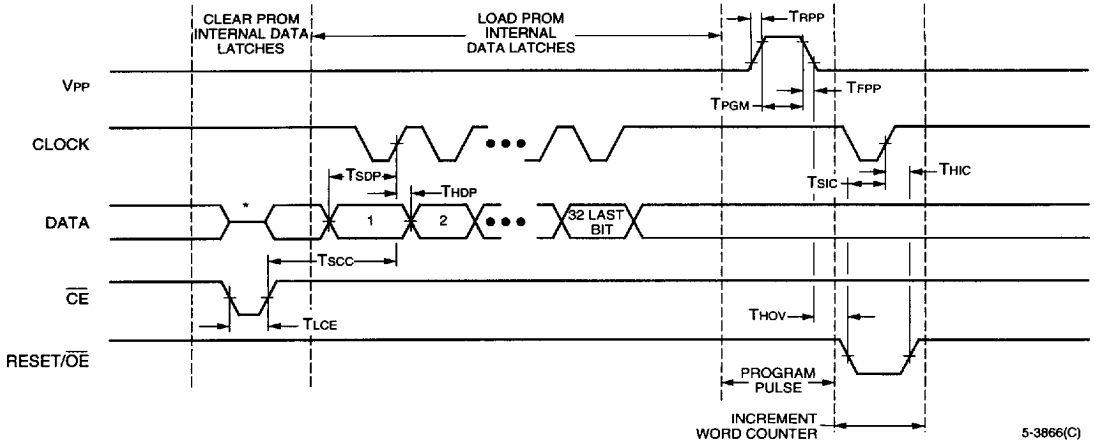 CLEAR PROM
INTERNAL DATA
LATCHES
LOAD PROM
INTERNAL
DATA LATCHES
TRPP
VPP
TFPP
TPGM
CLOCK
TSDP
THDP
TSIC
THIC
*
DATA
1
2
32 LAST
BIT
TSCC
CE
TLCE
THOV
RESET/OE
PROGRAM
PULSE
INCREMENT
WORD COUNTER
5-3866(C)